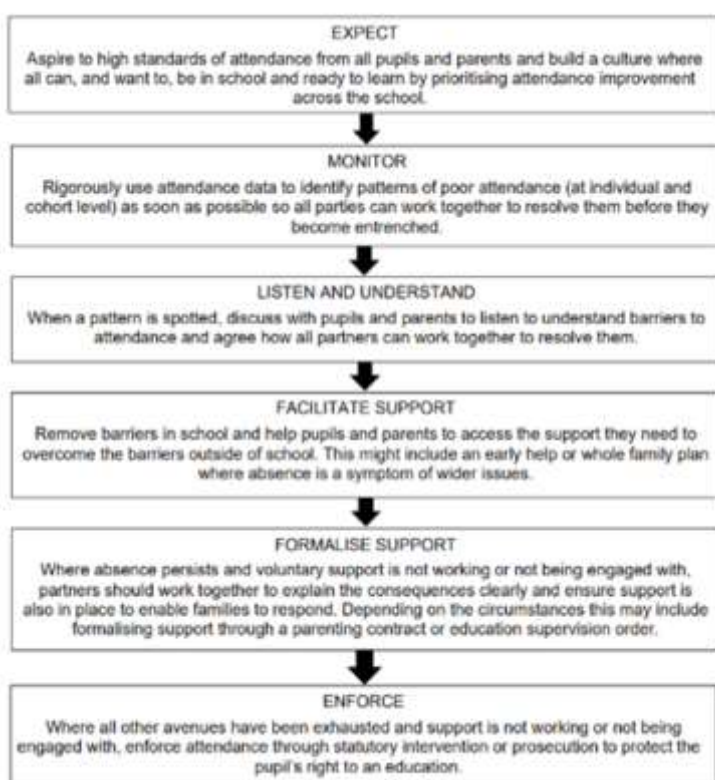 EXPECT
Aspire to high standards of attendance from all pupils and parents and build a culture where
all can, and want to, be in school and ready to learn by prioritising attendance improvement
across the school.
MONITOR
Rigorously use attendance data to identify patterns of poor attendance (at individual and
cohort level) as soon as possible so all parties can work together to resolve them before they
become entrenched.
LISTEN AND UNDERSTAND
When a pattern is spotted, discuss with pupils and parents to listen to understand barriers to
attendance and agree how all partners can work together to resolve them.
FACILITATE SUPPORT
Remove barriers in school and help pupils and parents to access the support they need to
overcome the barriers outside of school. This might include an early help or whole family plan
where absence is a symptom of wider issues.
FORMALISE SUPPORT
Where absence persists and voluntary support is not working or not being engaged with,
partners should work together to explain the consequences clearly and ensure support is
also in place to enable families to respond. Depending on the circumstances this may include
formalising support through a parenting contract or education supervision order.
ENFORCE
Where all other avenues have been exhausted and support is not working or not being
engaged with, enforce attendance through statutory intervention or prosecution to protect the
pupil's right to an education.